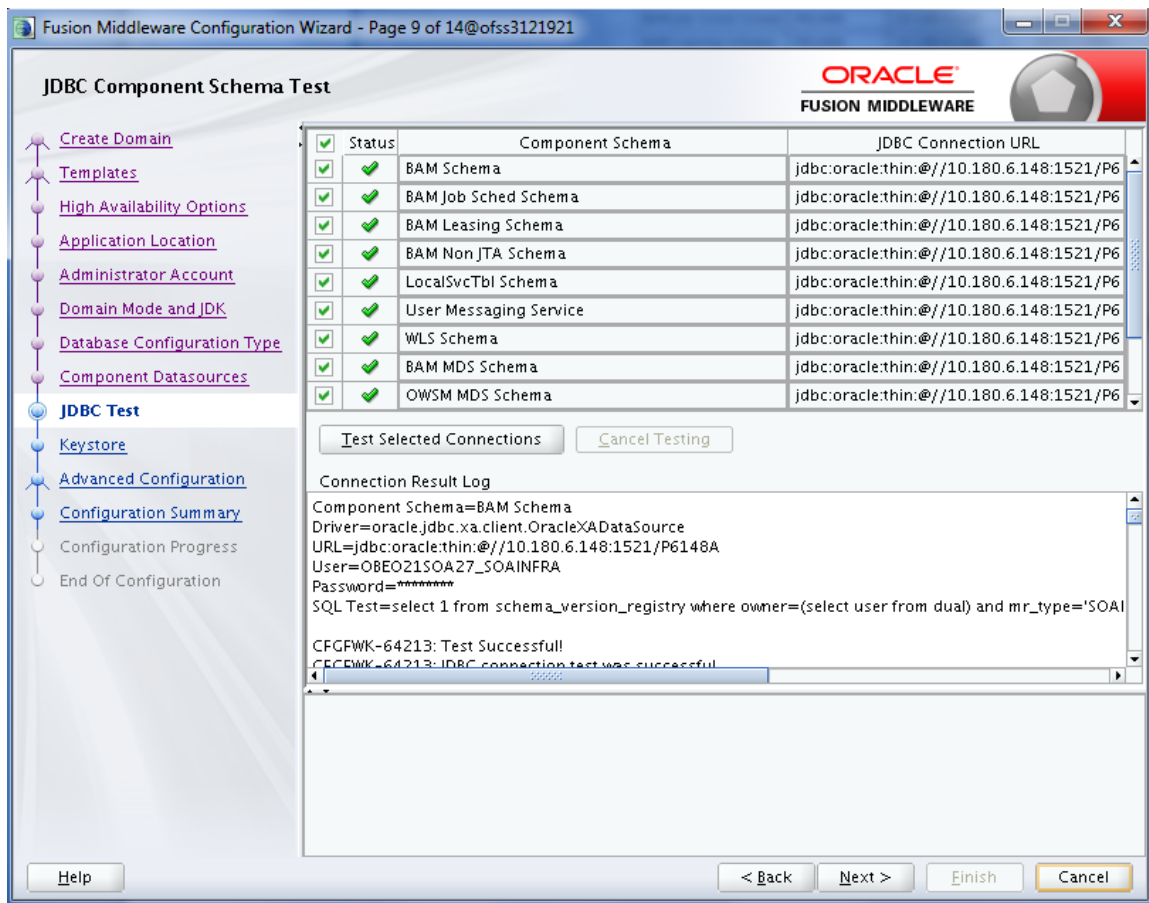 Fusion Middleware Configuration Wizard - Page 9 of 14@ofss3121921
JDBC Component Schema Test
ORACLE
FUSION MIDDLEWARE
Create Domain
Templates
High Availability Options
Application Location
Administrator Account
Domain Mode and JDK
Database Configuration Type
Component Datasources
JDBC Test
Keystore
Advanced Configuration
Configuration Summary
Configuration Progress
End Of Configuration
Status Component Schema JDBC Connection URL
BAM Schema jdbc:oracle:thin:@//10.180.6.148:1521/P6
BAM Job Sched Schema jdbc:oracle:thin:@//10.180.6.148:1521/P6
BAM Leasing Schema jdbc:oracle:thin:@//10.180.6.148:1521/P6
BAM Non JTA Schema jdbc:oracle:thin:@//10.180.6.148:1521/P6
LocalSvcTbl Schema jdbc:oracle:thin:@//10.180.6.148:1521/P6
User Messaging Service jdbc:oracle:thin:@//10.180.6.148:1521/P6
WLS Schema jdbc:oracle:thin:@//10.180.6.148:1521/P6
BAM MDS Schema jdbc:oracle:thin:@//10.180.6.148:1521/P6
OWSM MDS Schema jdbc:oracle:thin:@//10.180.6.148:1521/P6
Test Selected Connections Cancel Testing
Connection Result Log
Component Schema=BAM Schema
Driver=oracle.jdbc.xa.client.OracleXADataSource
URL=jdbc:oracle:thin:@//10.180.6.148:1521/P6148A
User=OBEO21SOA27_SOAINFRA
Password=********
SQL Test=select 1 from schema_version_registry where owner=(select user from dual) and mr_type='SOAI
CFGFWK-64213: Test Successful!
CFGFWK-64213: JDBC connection test was successful
Help < Back Next > Finish Cancel